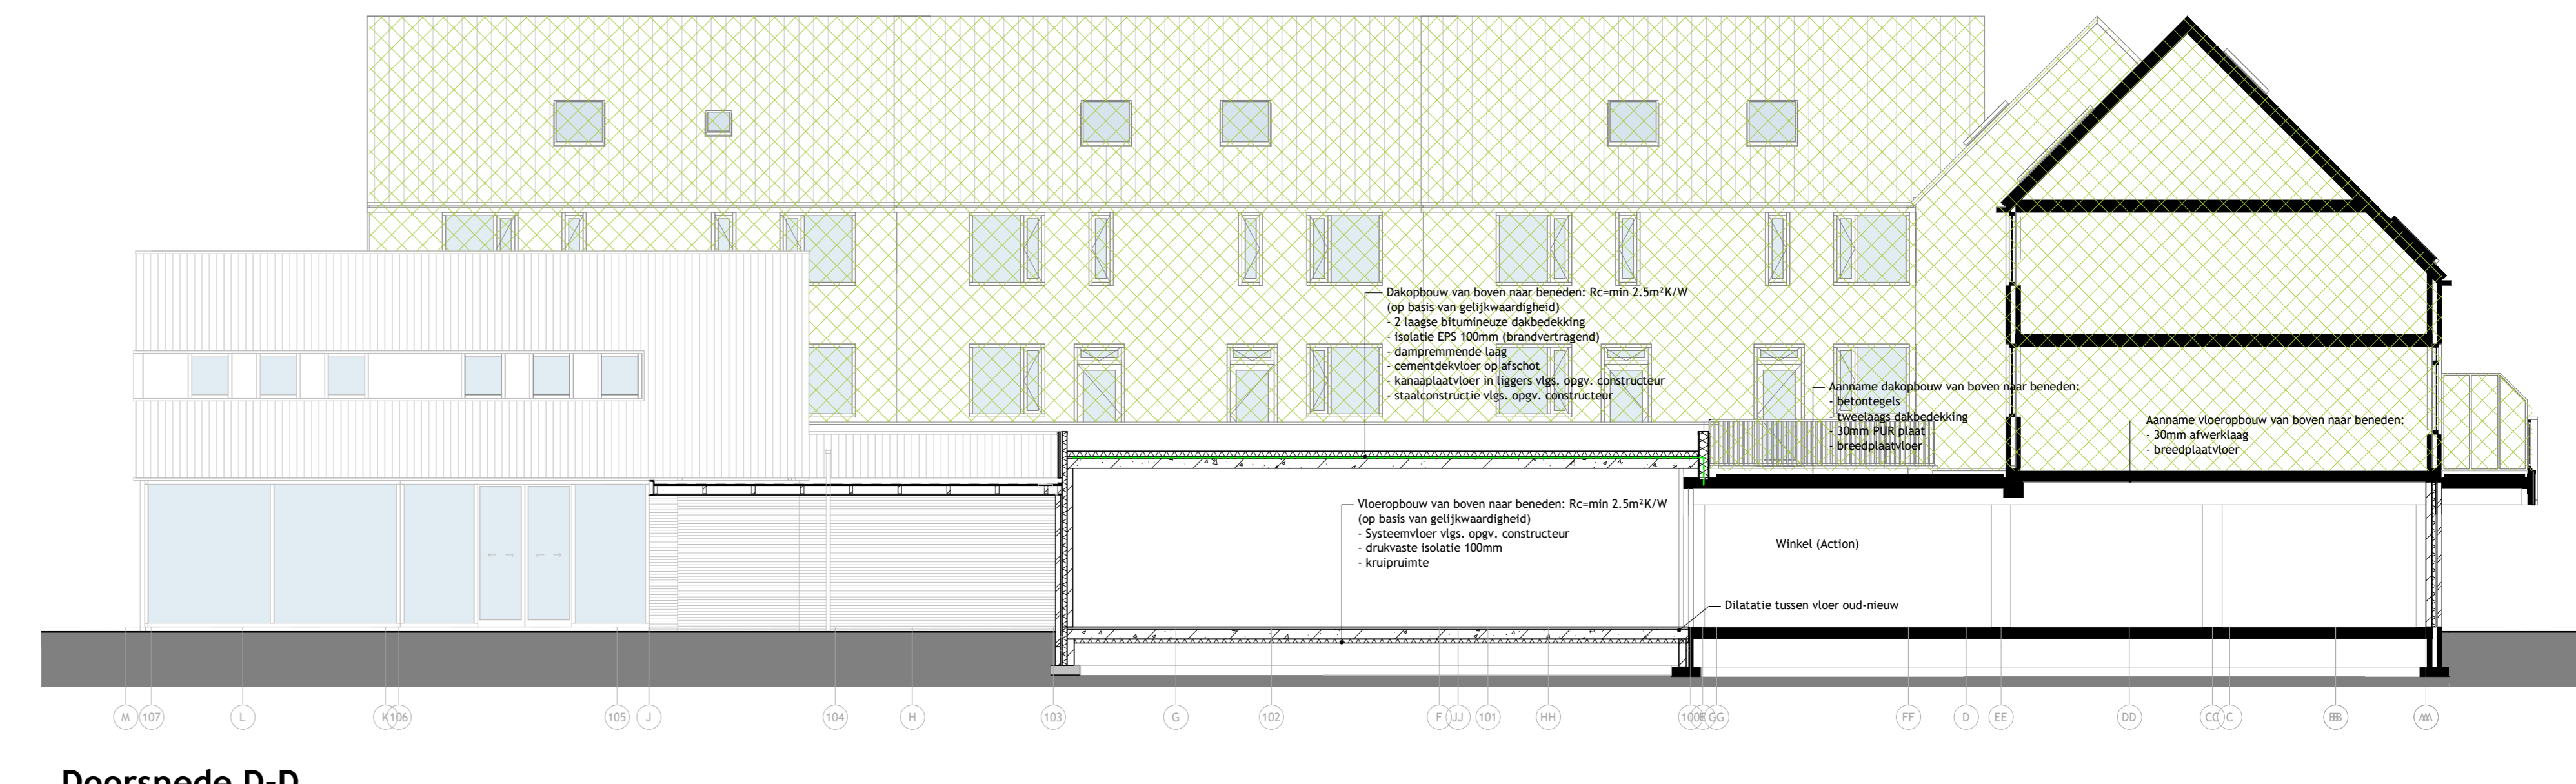 Dakopbouw van boven naar beneden: Rc=min 2.5m²K/W
(op basis van gelijkwaardigheid)
- 2 laagse bitumineuze dakbedekking
- isolatie EPS 100mm (brandvertragend)
- dampremmende laag
- cementdekvloer op afschot
- kanaaplaatvloer in liggers vlgs. opgv. constructeur
- staalconstructie vlgs. opgv. constructeur
Aanname dakopbouw van boven naar beneden:
- betontegels
- tweelaags dakbedekking
- 30mm PUR plaat
- breedplaatvloer
Aanname vloeropbouw van boven naar beneden:
- 30mm afwerklaag
- breedplaatvloer
Vloeropbouw van boven naar beneden: Rc=min 2.5m²K/W
(op basis van gelijkwaardigheid)
- Systeemvloer vlgs. opgv. constructeur
- drukvaste isolatie 100mm
- kruipruimte
Winkel (Action)
Dilatatie tussen vloer oud-nieuw
M 107 L K 106 105 J 104 H 103 G 102 F JJ 101 HH 100 E GG FF D EE DD CC C BB AA
Doorsnede D-D